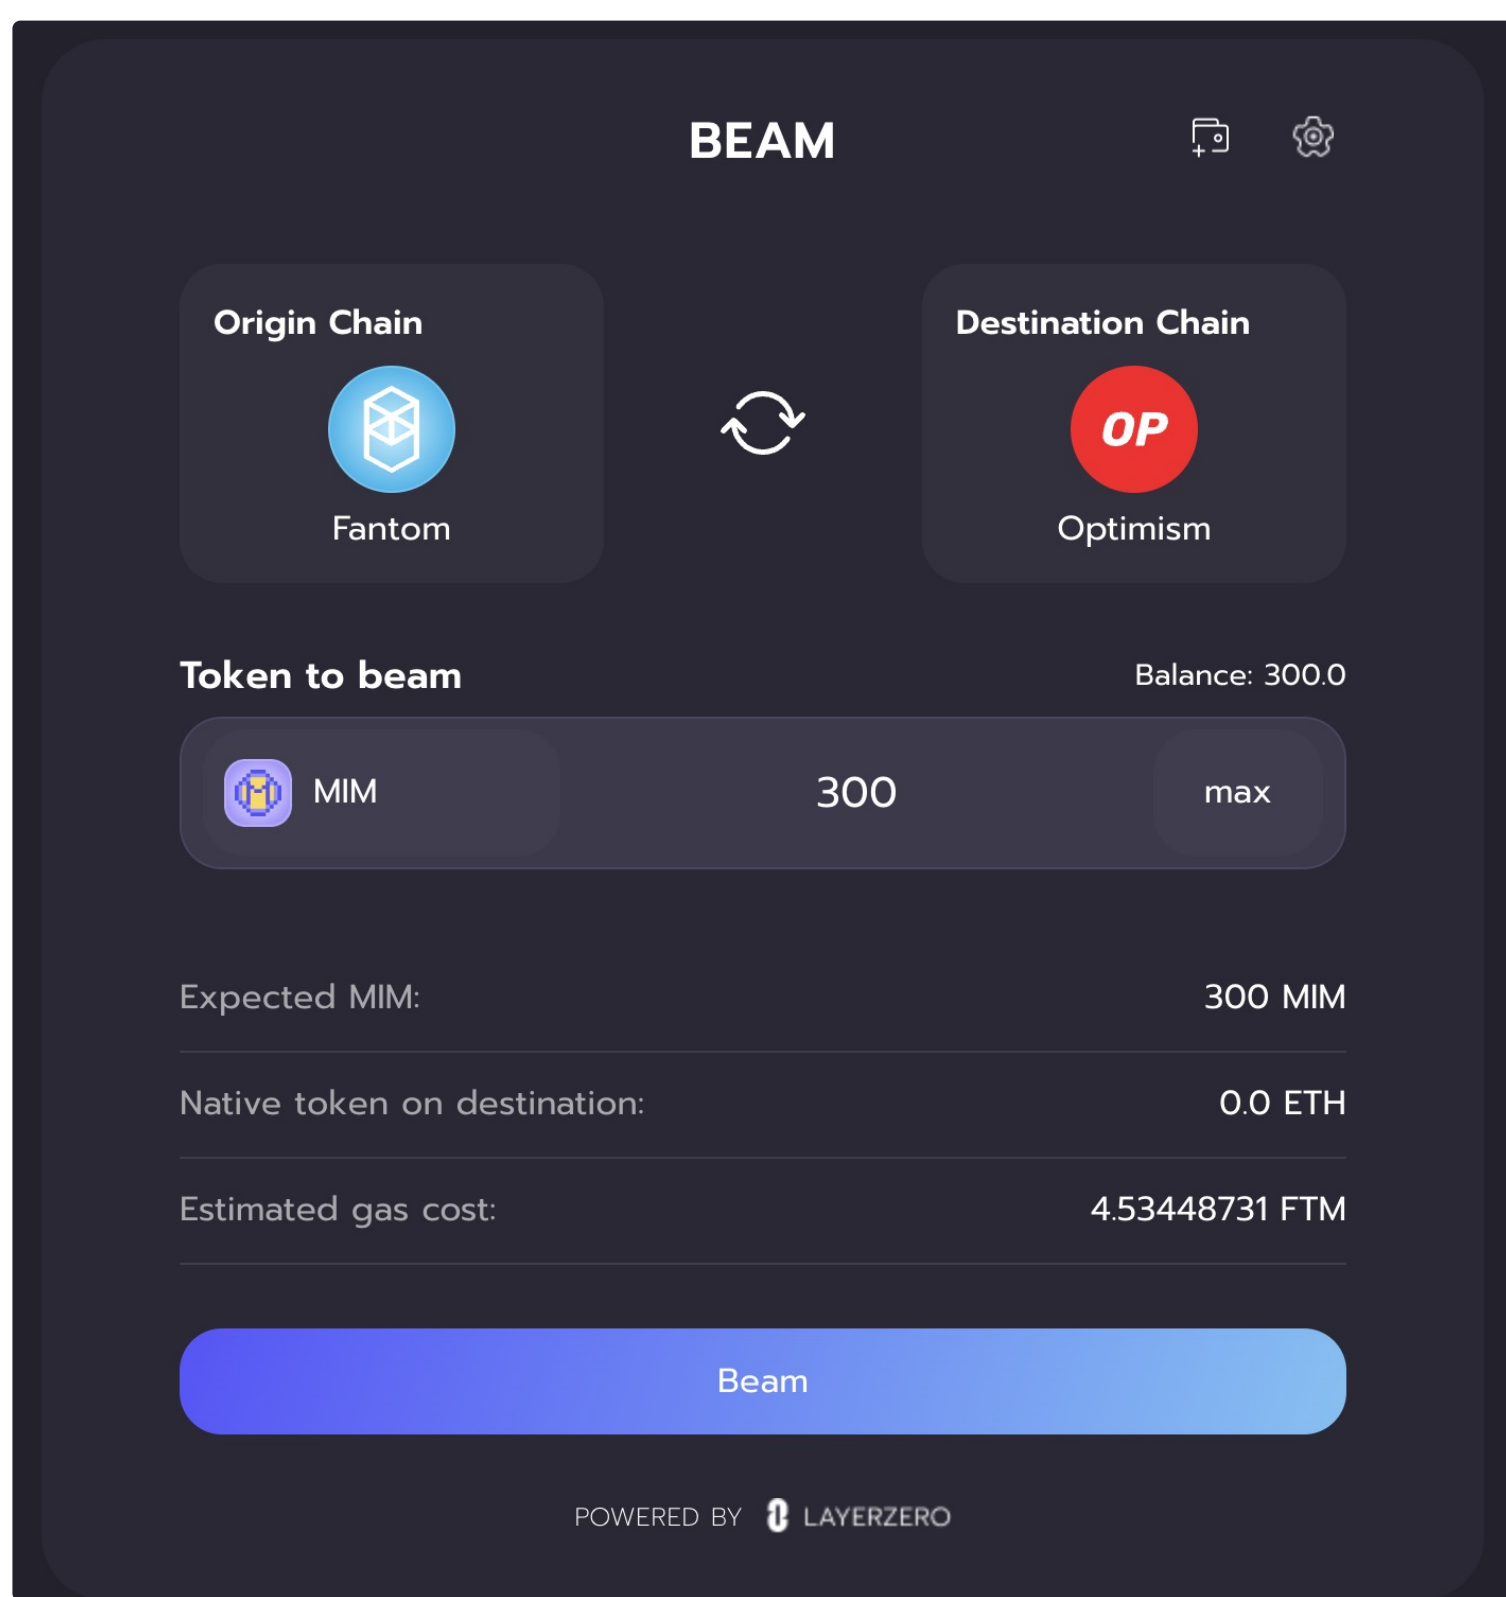 BEAM
Origin Chain
Fantom
Destination Chain
OP
Optimism
Token to beam
Balance: 300.0
MIM
300
max
Expected MIM:
300 MIM
Native token on destination:
0.0 ETH
Estimated gas cost:
4.53448731 FTM
Beam
POWERED BY LAYERZERO